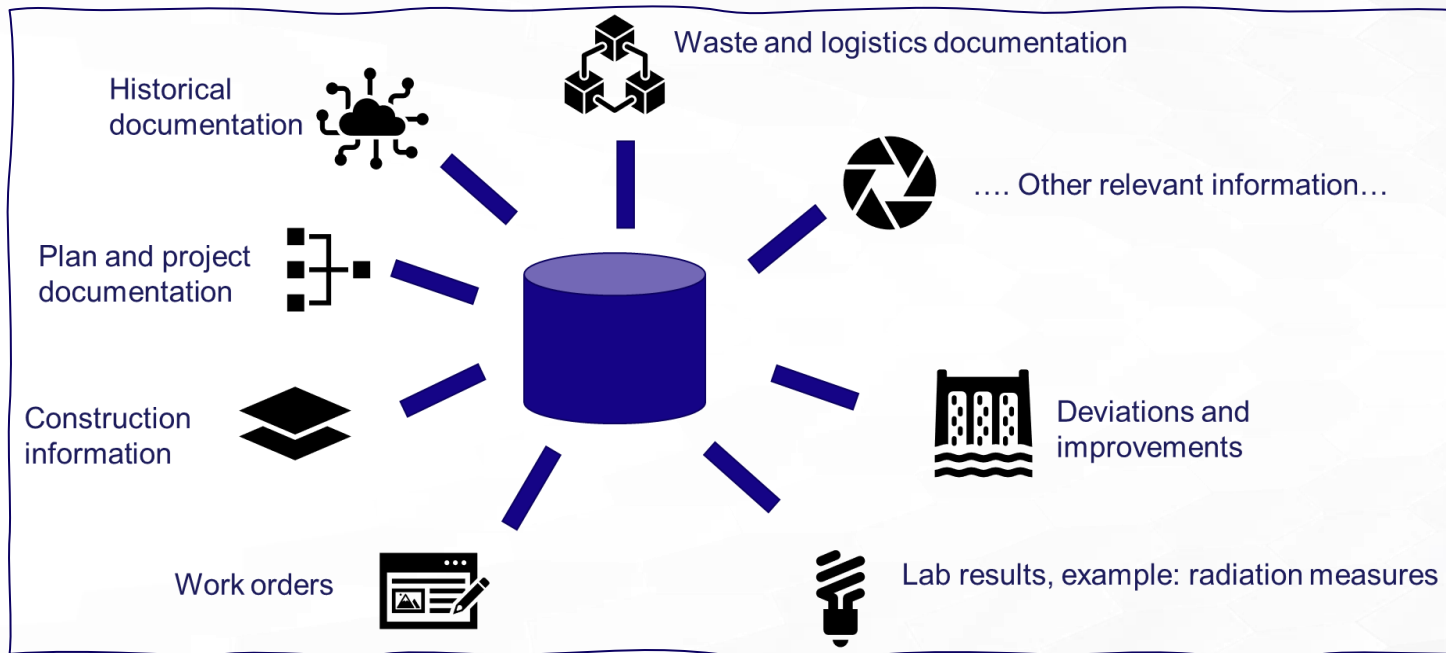 Waste and logistics documentation
Historical
documentation
.... Other relevant information…
Plan and project
documentation
Construction
information
Deviations and
improvements
Work orders
Lab results, example: radiation measures